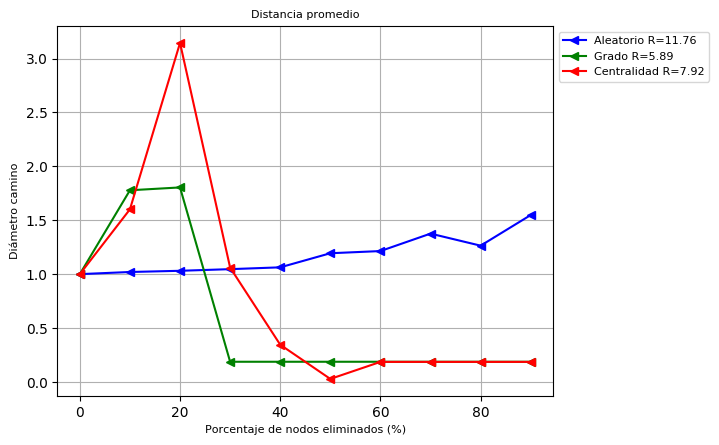 Distancia promedio
Aleatorio R=11.76
Grado R=5.89
Centralidad R=7.92
Diámetro camino
3.0
2.5
2.0
1.5
1.0
0.5
0.0
0 20 40 60 80
Porcentaje de nodos eliminados (%)